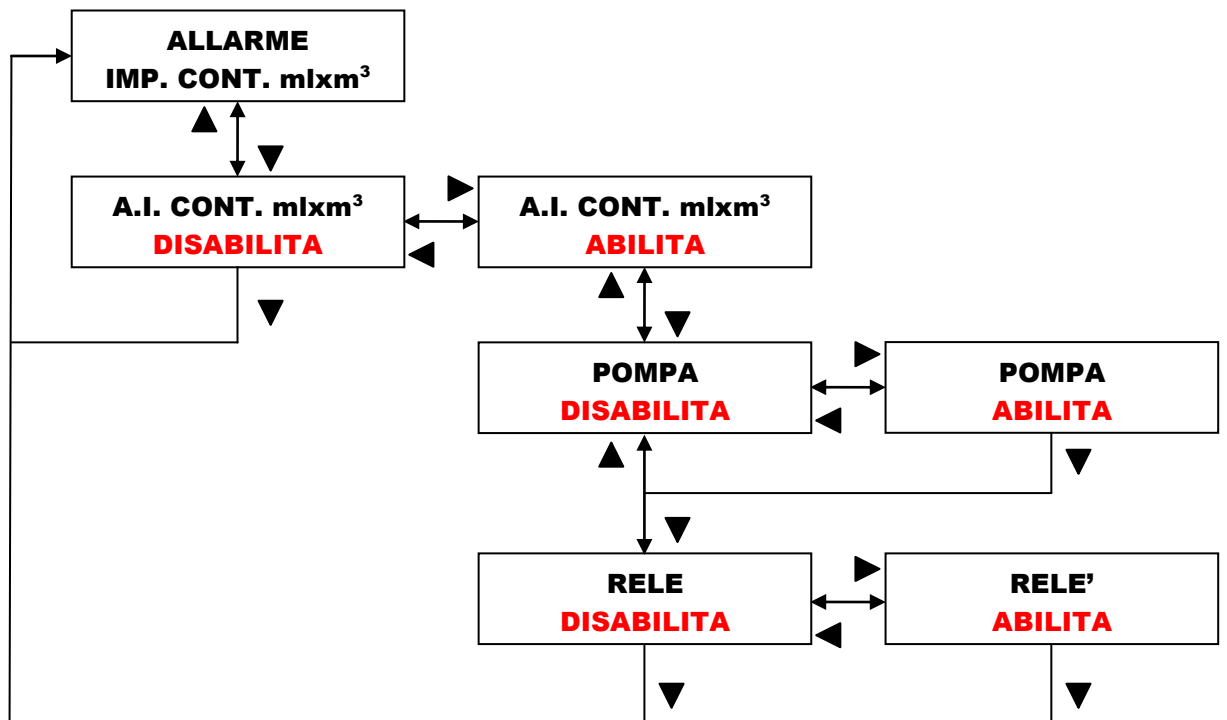 ALLARME
IMP. CONT. mlxm³
A.I. CONT. mlxm³
DISABILITA
A.I. CONT. mlxm³
ABILITA
POMPA
DISABILITA
POMPA
ABILITA
RELE
DISABILITA
RELE’
ABILITA